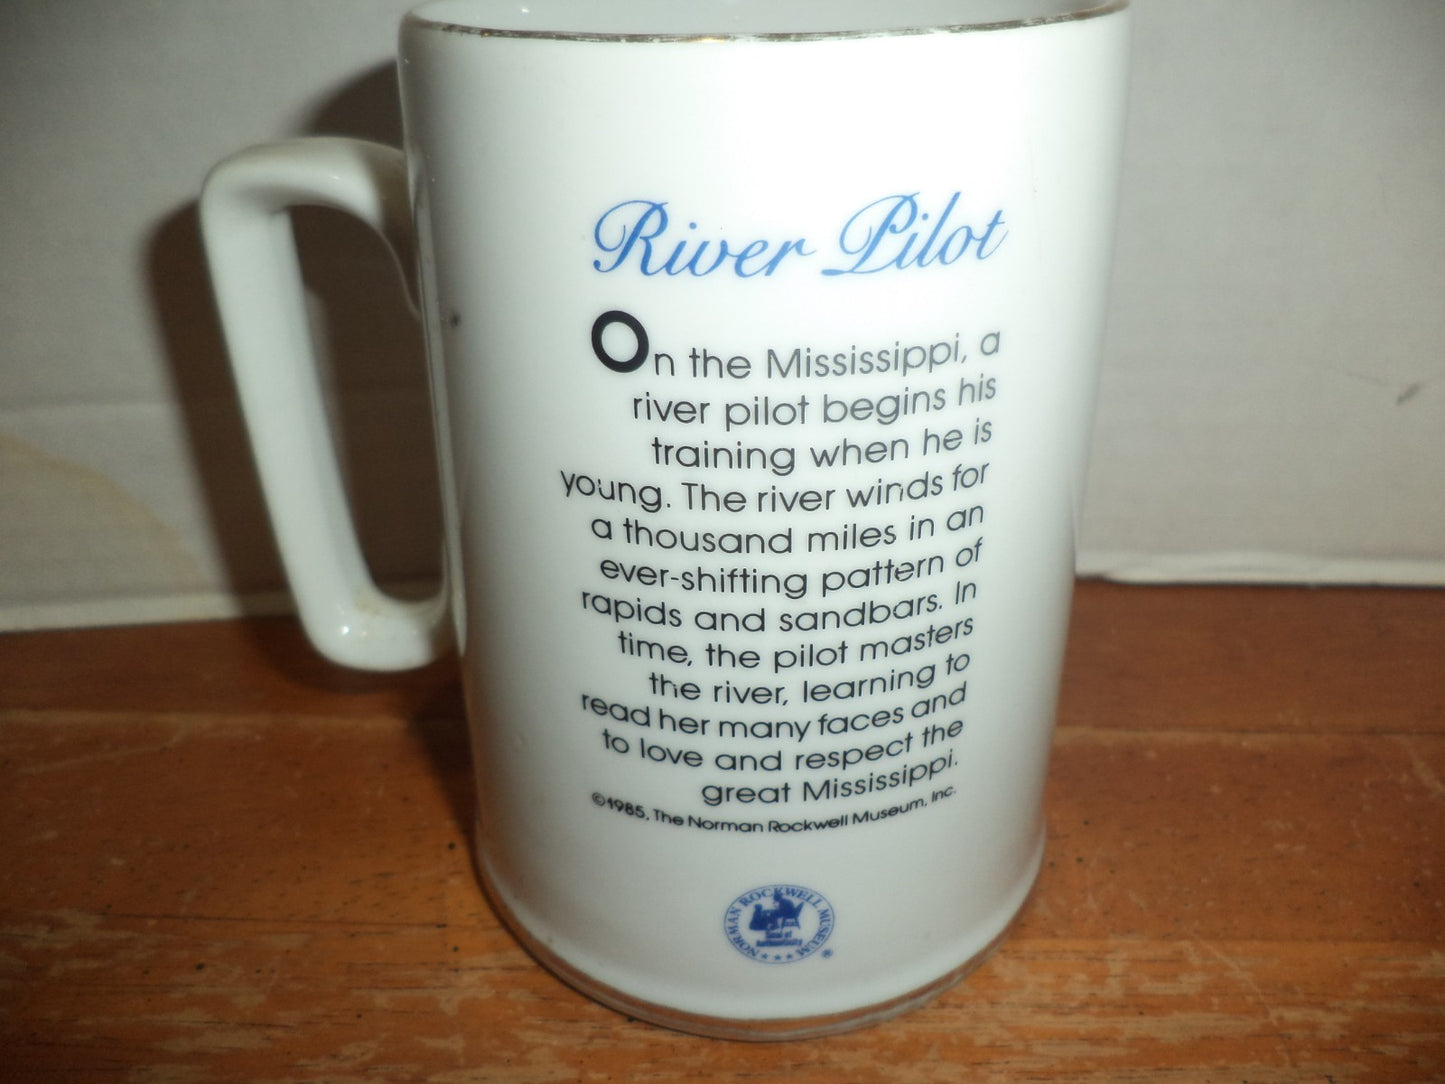 River Pilot
On the Mississippi, a
river pilot begins his
training when he is
young. The river winds for
a thousand miles in an
ever-shifting pattern of
rapids and sandbars. In
time, the pilot masters
the river, learning to
read her many faces and
to love and respect the
great Mississippi.
©1985, The Norman Rockwell Museum, Inc.
NORMAN ROCKWELL MUSEUM
Seal of
Authenticity
®